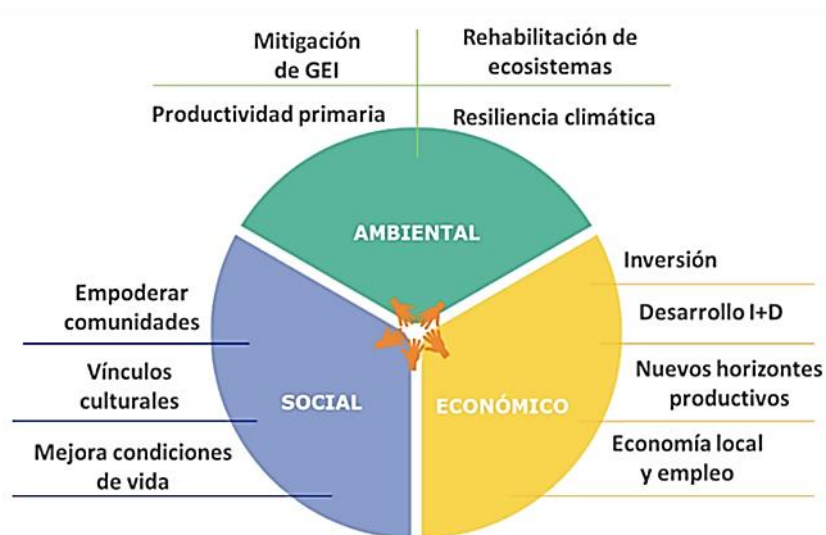 Mitigación
de GEI
Rehabilitación de
ecosistemas
Productividad primaria
Resiliencia climática
AMBIENTAL
Empoderar
comunidades
Vínculos
culturales
Mejora condiciones
de vida
SOCIAL
ECONÓMICO
Inversión
Desarrollo I+D
Nuevos horizontes
productivos
Economía local
y empleo